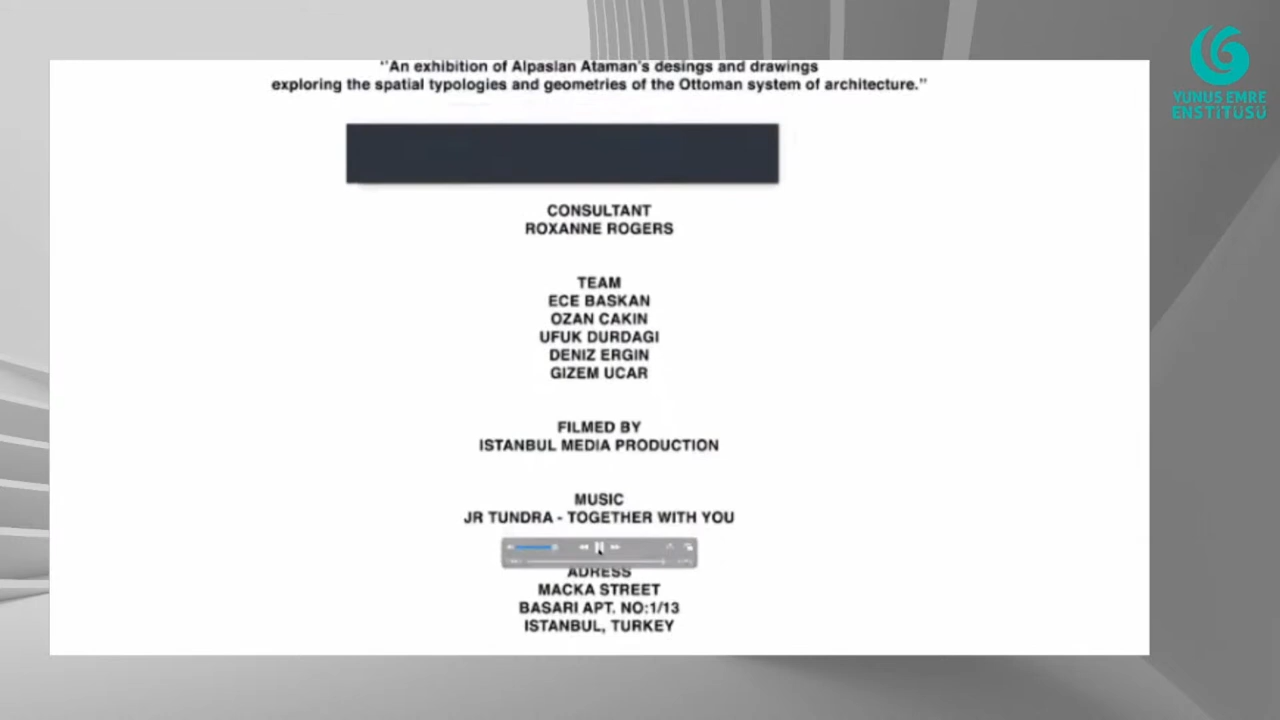 "An exhibition of Alpaslan Ataman's desings and drawings
exploring the spatial typologies and geometries of the Ottoman system of architecture."
CONSULTANT
ROXANNE ROGERS
TEAM
ECE BASKAN
OZAN CAKIN
UFUK DURDAGI
DENIZ ERGIN
GIZEM UCAR
FILMED BY
ISTANBUL MEDIA PRODUCTION
MUSIC
JR TUNDRA - TOGETHER WITH YOU
ADRESS
MACKA STREET
BASARI APT. NO:1/13
ISTANBUL, TURKEY
YUNUS EMRE
ENSTİTÜSÜ